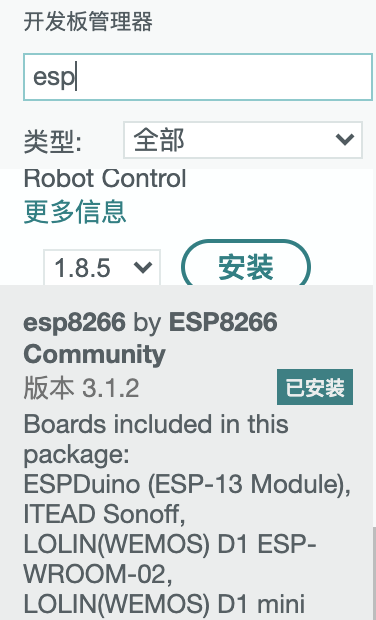 开发板管理器
esp
类型:
全部
Robot Control
更多信息
1.8.5
安装
esp8266 by ESP8266
Community
版本 3.1.2
已安装
Boards included in this
package:
ESPDuino (ESP-13 Module),
ITEAD Sonoff,
LOLIN(WEMOS) D1 ESP-
WROOM-02,
LOLIN(WEMOS) D1 mini